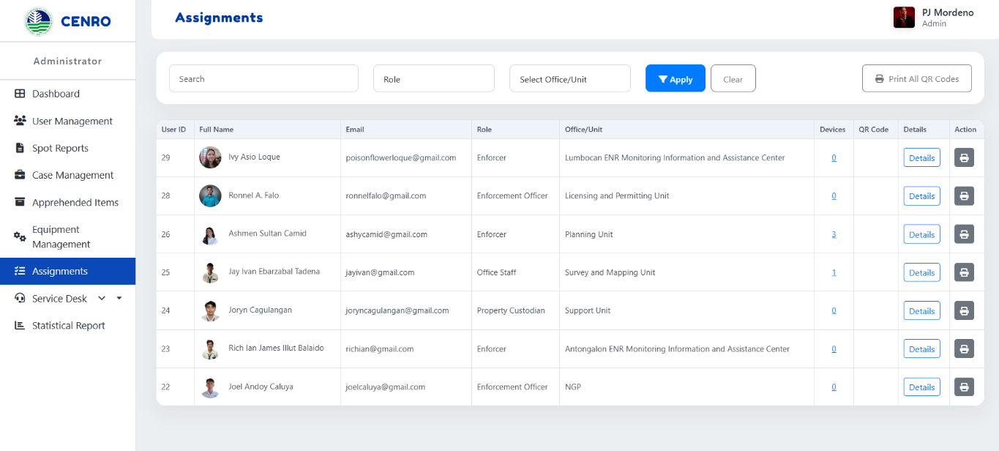 CENRO
Administrator
Dashboard
User Management
Spot Reports
Case Management
Apprehended Items
Equipment
Management
Assignments
Service Desk
Statistical Report
Assignments
PJ Mordeno
Admin
Search
Role
Select Office/Unit
Apply
Clear
Print All QR Codes
User ID Full Name Email Role Office/Unit Devices QR Code Details Action
29 Ivy Asio Loque poisonflowerloque@gmail.com Enforcer Lumbocan ENR Monitoring Information and Assistance Center 0 Details
28 Ronnel A. Falo ronnelfalo@gmail.com Enforcement Officer Licensing and Permitting Unit 0 Details
26 Ashmen Sultan Camid ashycamid@gmail.com Enforcer Planning Unit 3 Details
25 Jay Ivan Ebarzabal Tadena jayivan@gmail.com Office Staff Survey and Mapping Unit 1 Details
24 Joryn Cagulangan joryncagulangan@gmail.com Property Custodian Support Unit 0 Details
23 Rich Ian James Illut Balaido richian@gmail.com Enforcer Antongalon ENR Monitoring Information and Assistance Center 0 Details
22 Joel Andoy Caluya joelcaluya@gmail.com Enforcement Officer NGP 0 Details